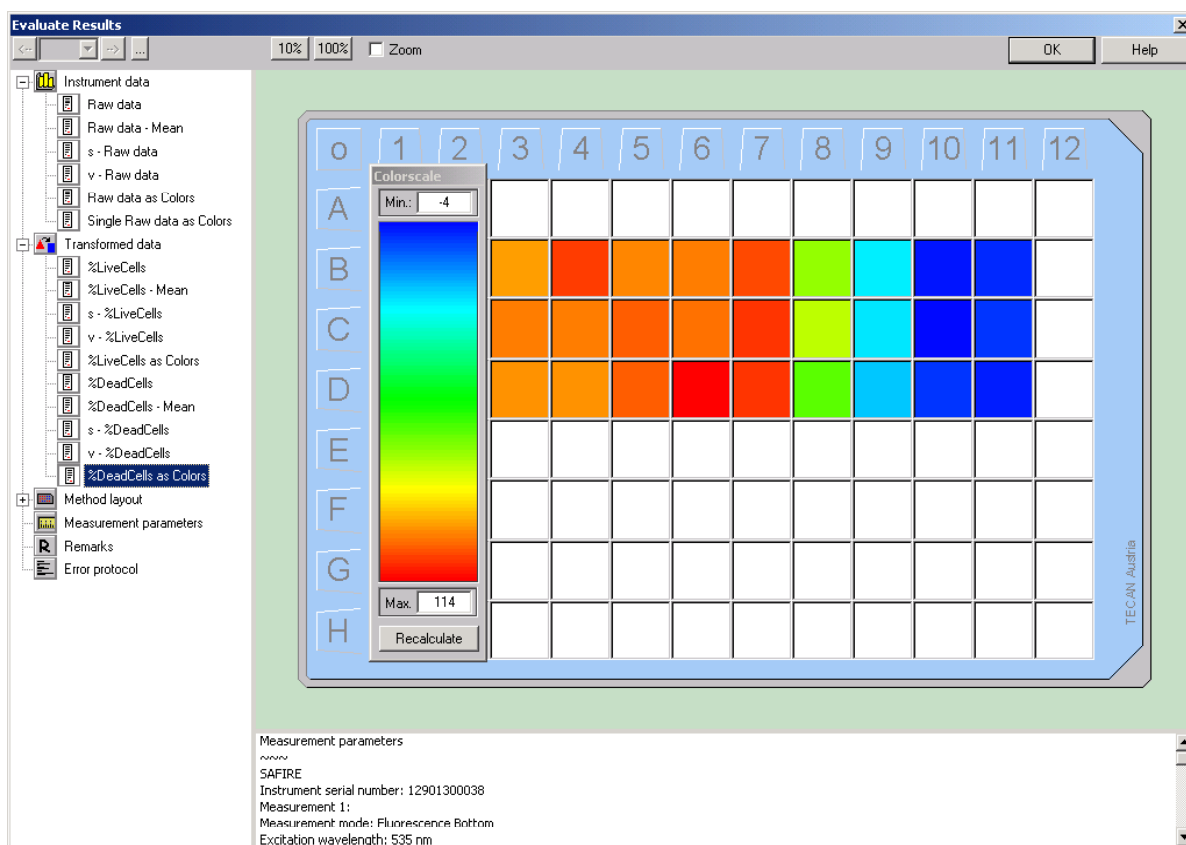 Evaluate Results
<-- --> ... 10% 100% Zoom OK Help
Instrument data
Raw data
Raw data - Mean
s - Raw data
v - Raw data
Raw data as Colors
Single Raw data as Colors
Transformed data
%LiveCells
%LiveCells - Mean
s - %LiveCells
v - %LiveCells
%LiveCells as Colors
%DeadCells
%DeadCells - Mean
s - %DeadCells
v - %DeadCells
%DeadCells as Colors
Method layout
Measurement parameters
R Remarks
Error protocol
o 1 2 3 4 5 6 7 8 9 10 11 12
A
B
C
D
E
F
G
H
Colorscale
Min.: -4
Max. 114
Recalculate
TECAN Austria
Measurement parameters
~~~
SAFIRE
Instrument serial number: 12901300038
Measurement 1:
Measurement mode: Fluorescence Bottom
Excitation wavelength: 535 nm